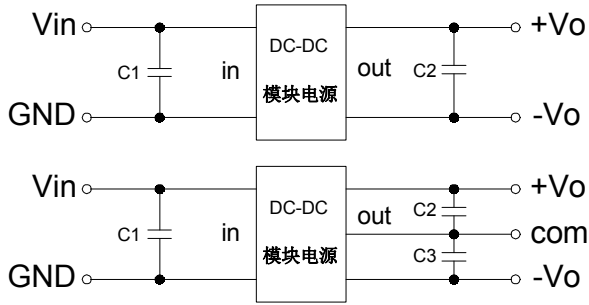 Vin
+Vo
DC-DC
C1
in
out
C2
模块电源
GND
-Vo
Vin
+Vo
DC-DC
C2
out
C1
in
com
模块电源
C3
GND
-Vo